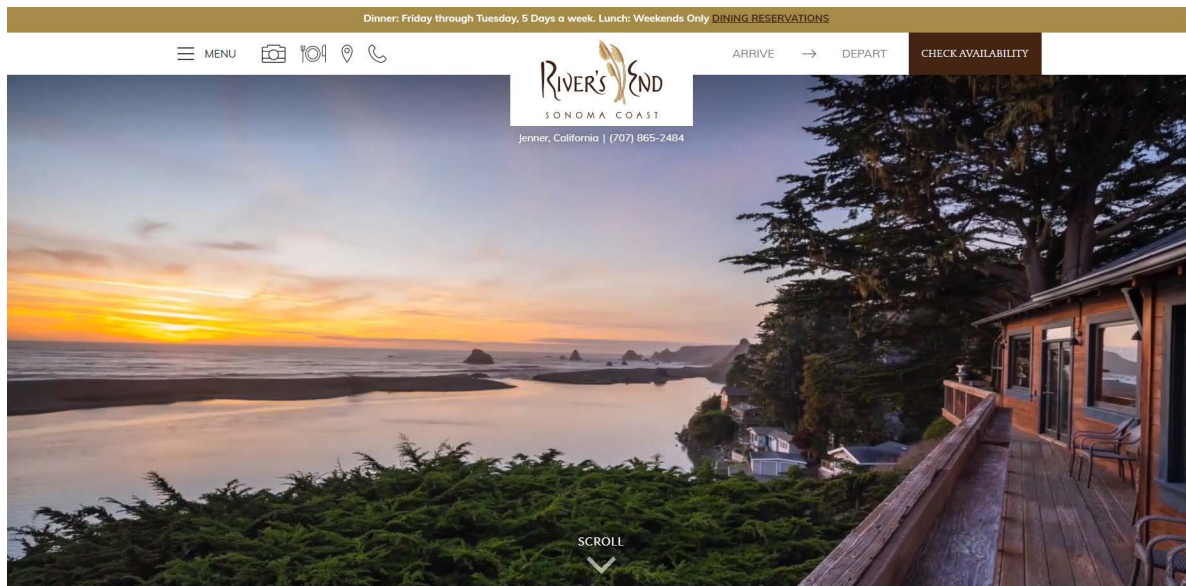 Dinner: Friday through Tuesday, 5 Days a week. Lunch: Weekends Only DINING RESERVATIONS
MENU
ARRIVE
DEPART
CHECK AVAILABILITY
RIVER'S END
SONOMA COAST
Jenner, California | (707) 865-2484
SCROLL